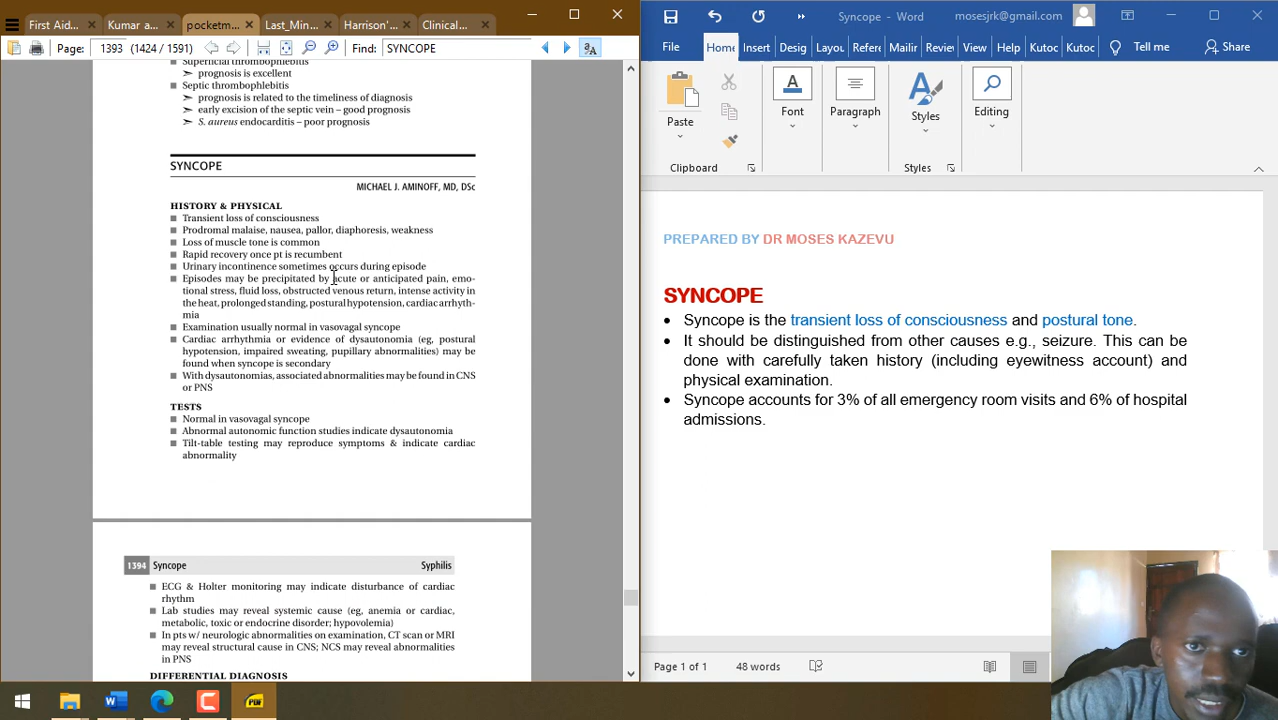 First Aid...
Kumar a...
pocketm...
Last_Min...
Harrison'...
Clinical...
Page: 1393 (1424 / 1591)
Find: SYNCOPE
Superficial thrombophlebitis
➣ prognosis is excellent
■ Septic thrombophlebitis
➣ prognosis is related to the timeliness of diagnosis
➣ early excision of the septic vein – good prognosis
➣ S. aureus endocarditis – poor prognosis
SYNCOPE
MICHAEL J. AMINOFF, MD, DSc
HISTORY & PHYSICAL
■ Transient loss of consciousness
■ Prodromal malaise, nausea, pallor, diaphoresis, weakness
■ Loss of muscle tone is common
■ Rapid recovery once pt is recumbent
■ Urinary incontinence sometimes occurs during episode
■ Episodes may be precipitated by acute or anticipated pain, emo-
tional stress, fluid loss, obstructed venous return, intense activity in
the heat, prolonged standing, postural hypotension, cardiac arrhyth-
mia
■ Examination usually normal in vasovagal syncope
■ Cardiac arrhythmia or evidence of dysautonomia (eg, postural
hypotension, impaired sweating, pupillary abnormalities) may be
found when syncope is secondary
■ With dysautonomias, associated abnormalities may be found in CNS
or PNS
TESTS
■ Normal in vasovagal syncope
■ Abnormal autonomic function studies indicate dysautonomia
■ Tilt-table testing may reproduce symptoms & indicate cardiac
abnormality
1394 Syncope Syphilis
■ ECG & Holter monitoring may indicate disturbance of cardiac
rhythm
■ Lab studies may reveal systemic cause (eg, anemia or cardiac,
metabolic, toxic or endocrine disorder; hypovolemia)
■ In pts w/ neurologic abnormalities on examination, CT scan or MRI
may reveal structural cause in CNS; NCS may reveal abnormalities
in PNS
DIFFERENTIAL DIAGNOSIS
Syncope - Word
mosesjrk@gmail.com
File Home Insert Desig Layou Refere Mailir Reviev View Help Kutoc Kutoc Tell me Share
Paste
Font
Paragraph
Styles
Editing
Clipboard
Styles
PREPARED BY DR MOSES KAZEVU
SYNCOPE
• Syncope is the transient loss of consciousness and postural tone.
• It should be distinguished from other causes e.g., seizure. This can be
done with carefully taken history (including eyewitness account) and
physical examination.
• Syncope accounts for 3% of all emergency room visits and 6% of hospital
admissions.
Page 1 of 1 48 words
PDF